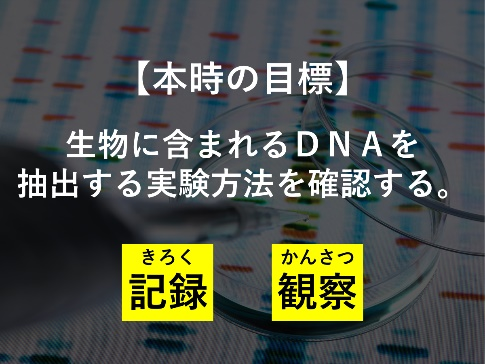 【本時の目標】
生物に含まれるＤＮＡを
抽出する実験方法を確認する。
きろく かんさつ
記録 観察